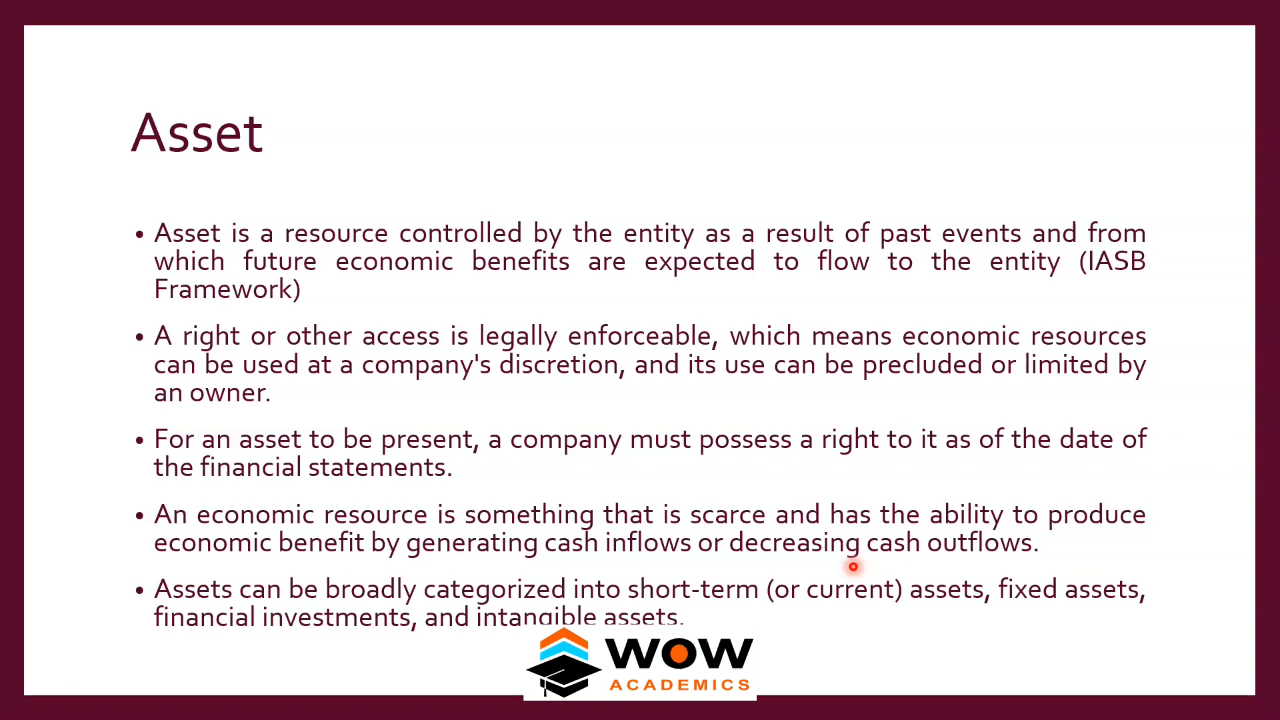 Asset
• Asset is a resource controlled by the entity as a result of past events and from
which future economic benefits are expected to flow to the entity (IASB
Framework)
• A right or other access is legally enforceable, which means economic resources
can be used at a company's discretion, and its use can be precluded or limited by
an owner.
• For an asset to be present, a company must possess a right to it as of the date of
the financial statements.
• An economic resource is something that is scarce and has the ability to produce
economic benefit by generating cash inflows or decreasing cash outflows.
• Assets can be broadly categorized into short-term (or current) assets, fixed assets,
financial investments, and intangible assets.
WOW
ACADEMICS